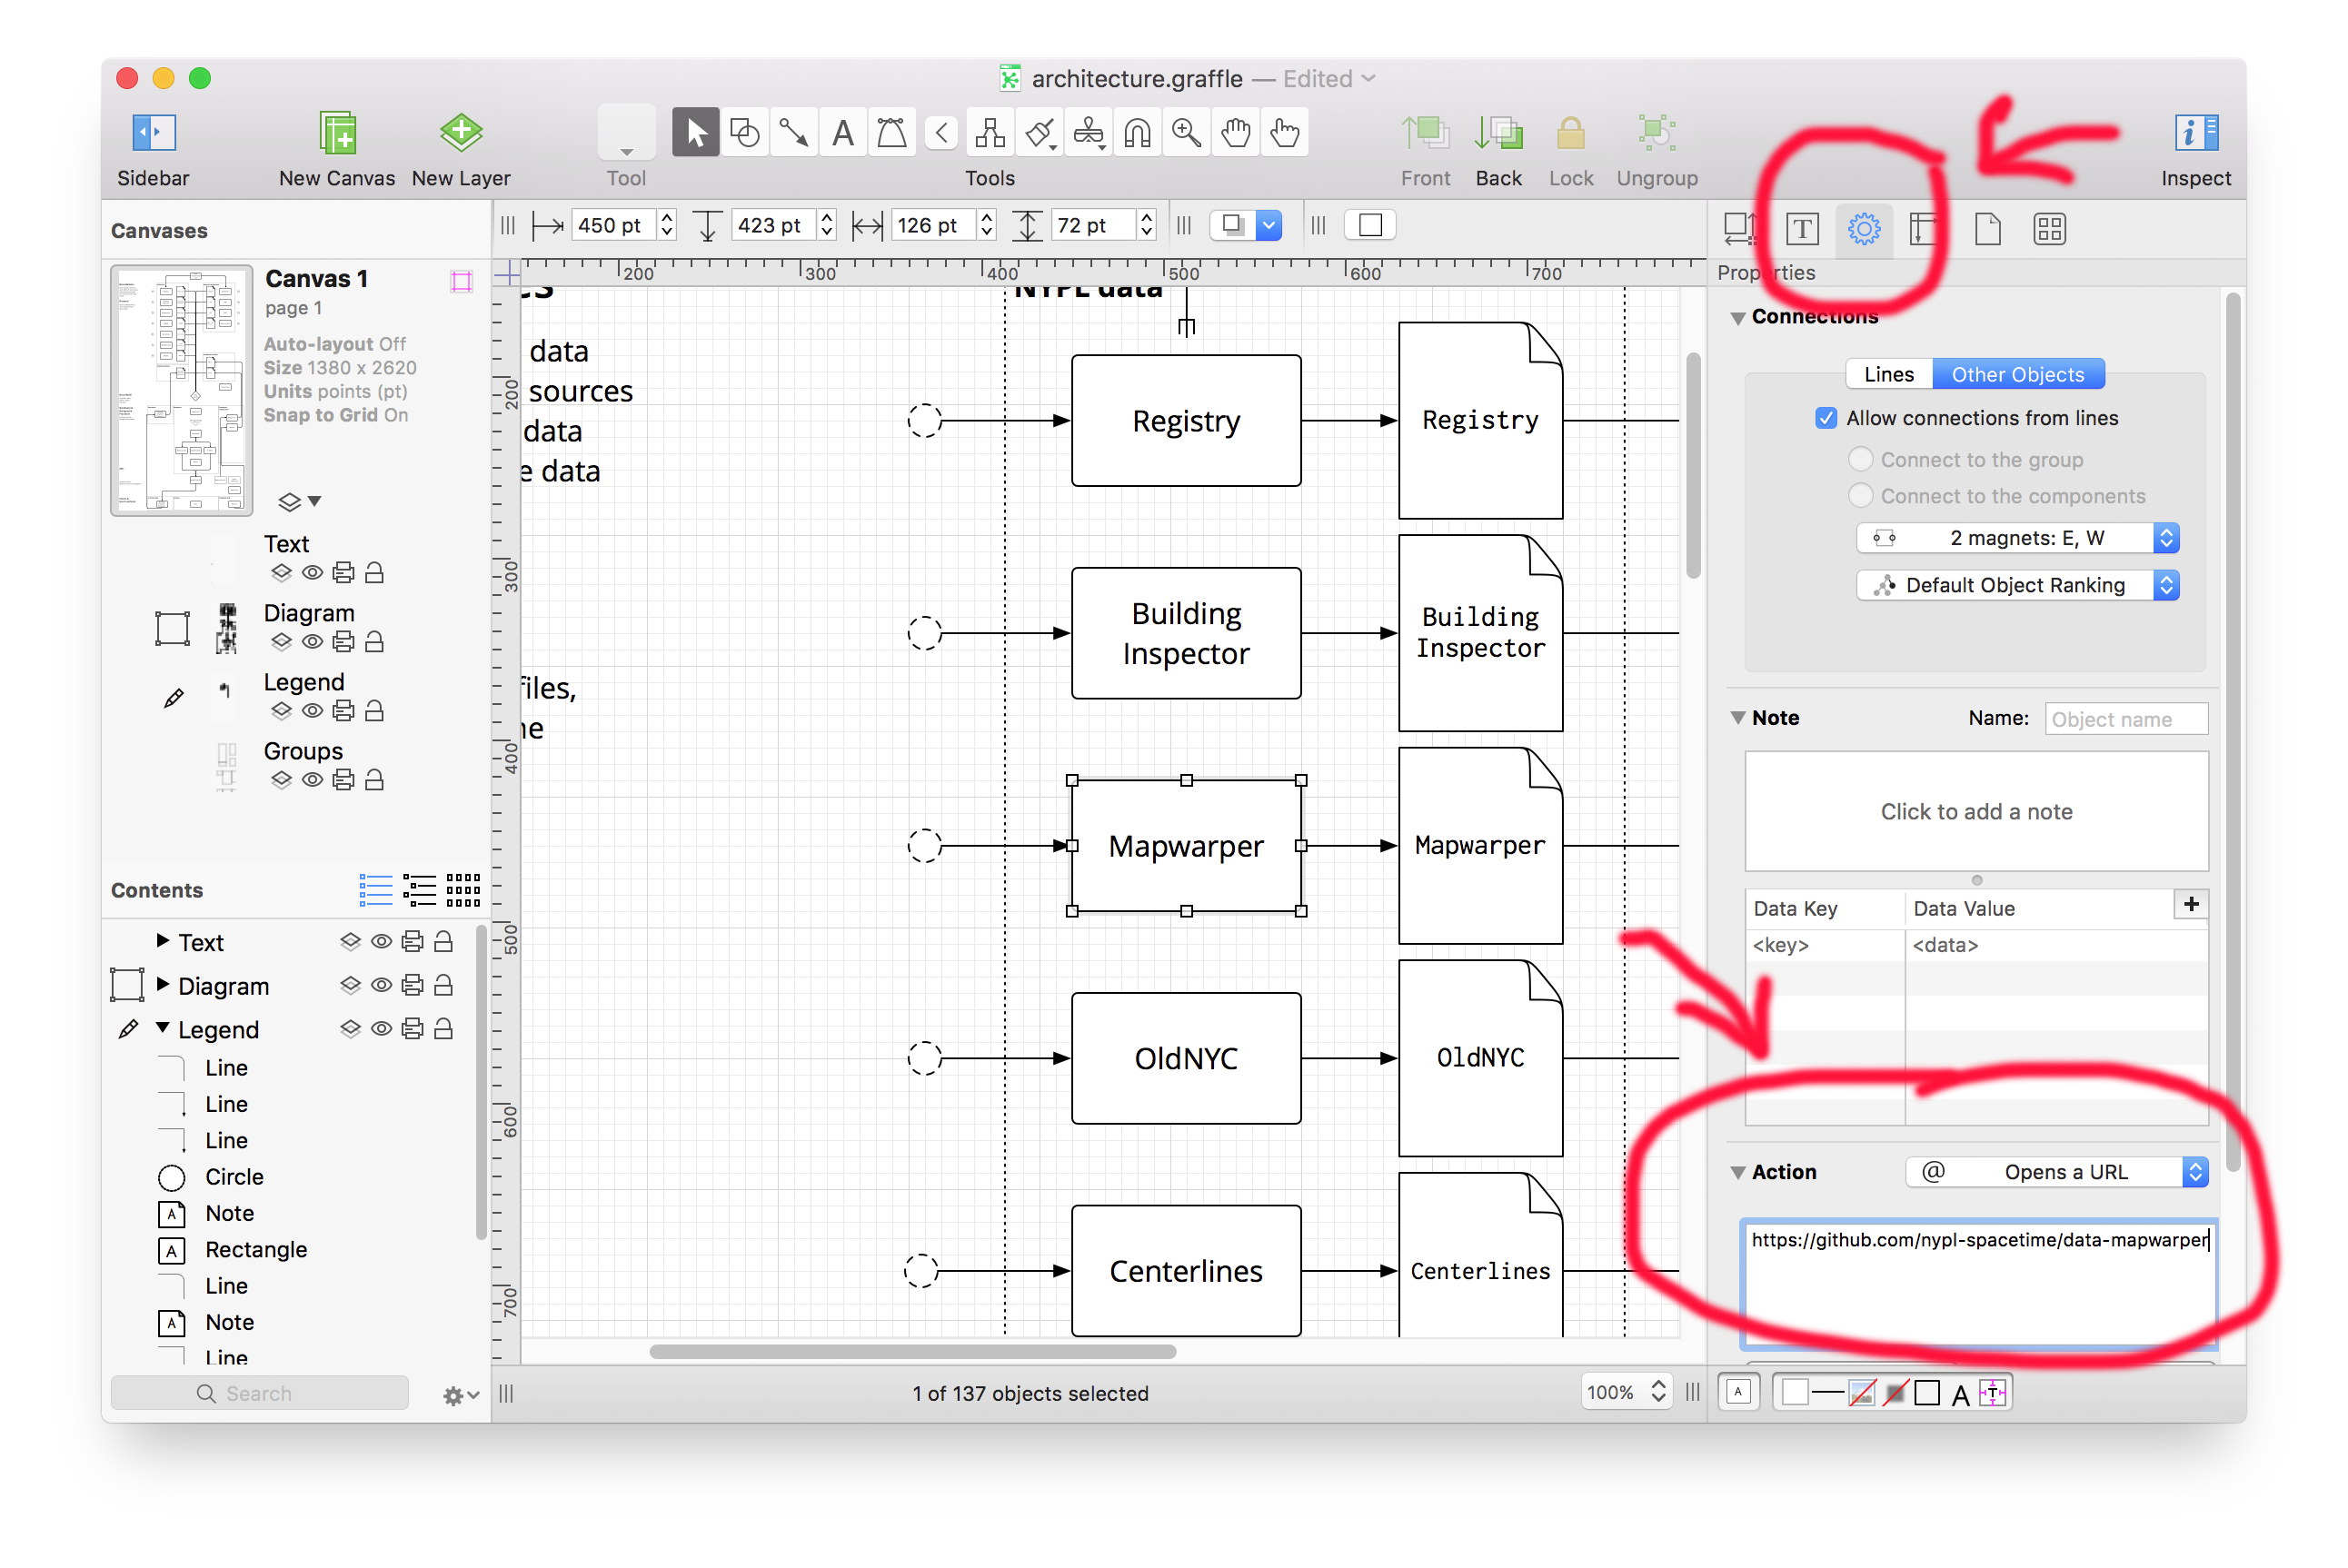 architecture.graffle — Edited
Sidebar
New Canvas
New Layer
Tool
Tools
Front
Back
Lock
Ungroup
Inspect
Canvases
450 pt
423 pt
126 pt
72 pt
Properties
Canvas 1
page 1
Auto-layout Off
Size 1380 x 2620
Units points (pt)
Snap to Grid On
Text
Diagram
Legend
Groups
Contents
Text
Diagram
Legend
Line
Line
Line
Circle
Note
Rectangle
Line
Note
Line
Search
200
300
400
500
600
700
200
300
400
500
600
700
NYPL data
data
sources
data
e data
files,
ne
Registry
Registry
Building
Inspector
Building
Inspector
Mapwarper
Mapwarper
OldNYC
OldNYC
Centerlines
Centerlines
1 of 137 objects selected
100%
Connections
Lines
Other Objects
Allow connections from lines
Connect to the group
Connect to the components
2 magnets: E, W
Default Object Ranking
Note
Name:
Object name
Click to add a note
Data Key
Data Value
<key>
<data>
Action
@ Opens a URL
https://github.com/nypl-spacetime/data-mapwarper